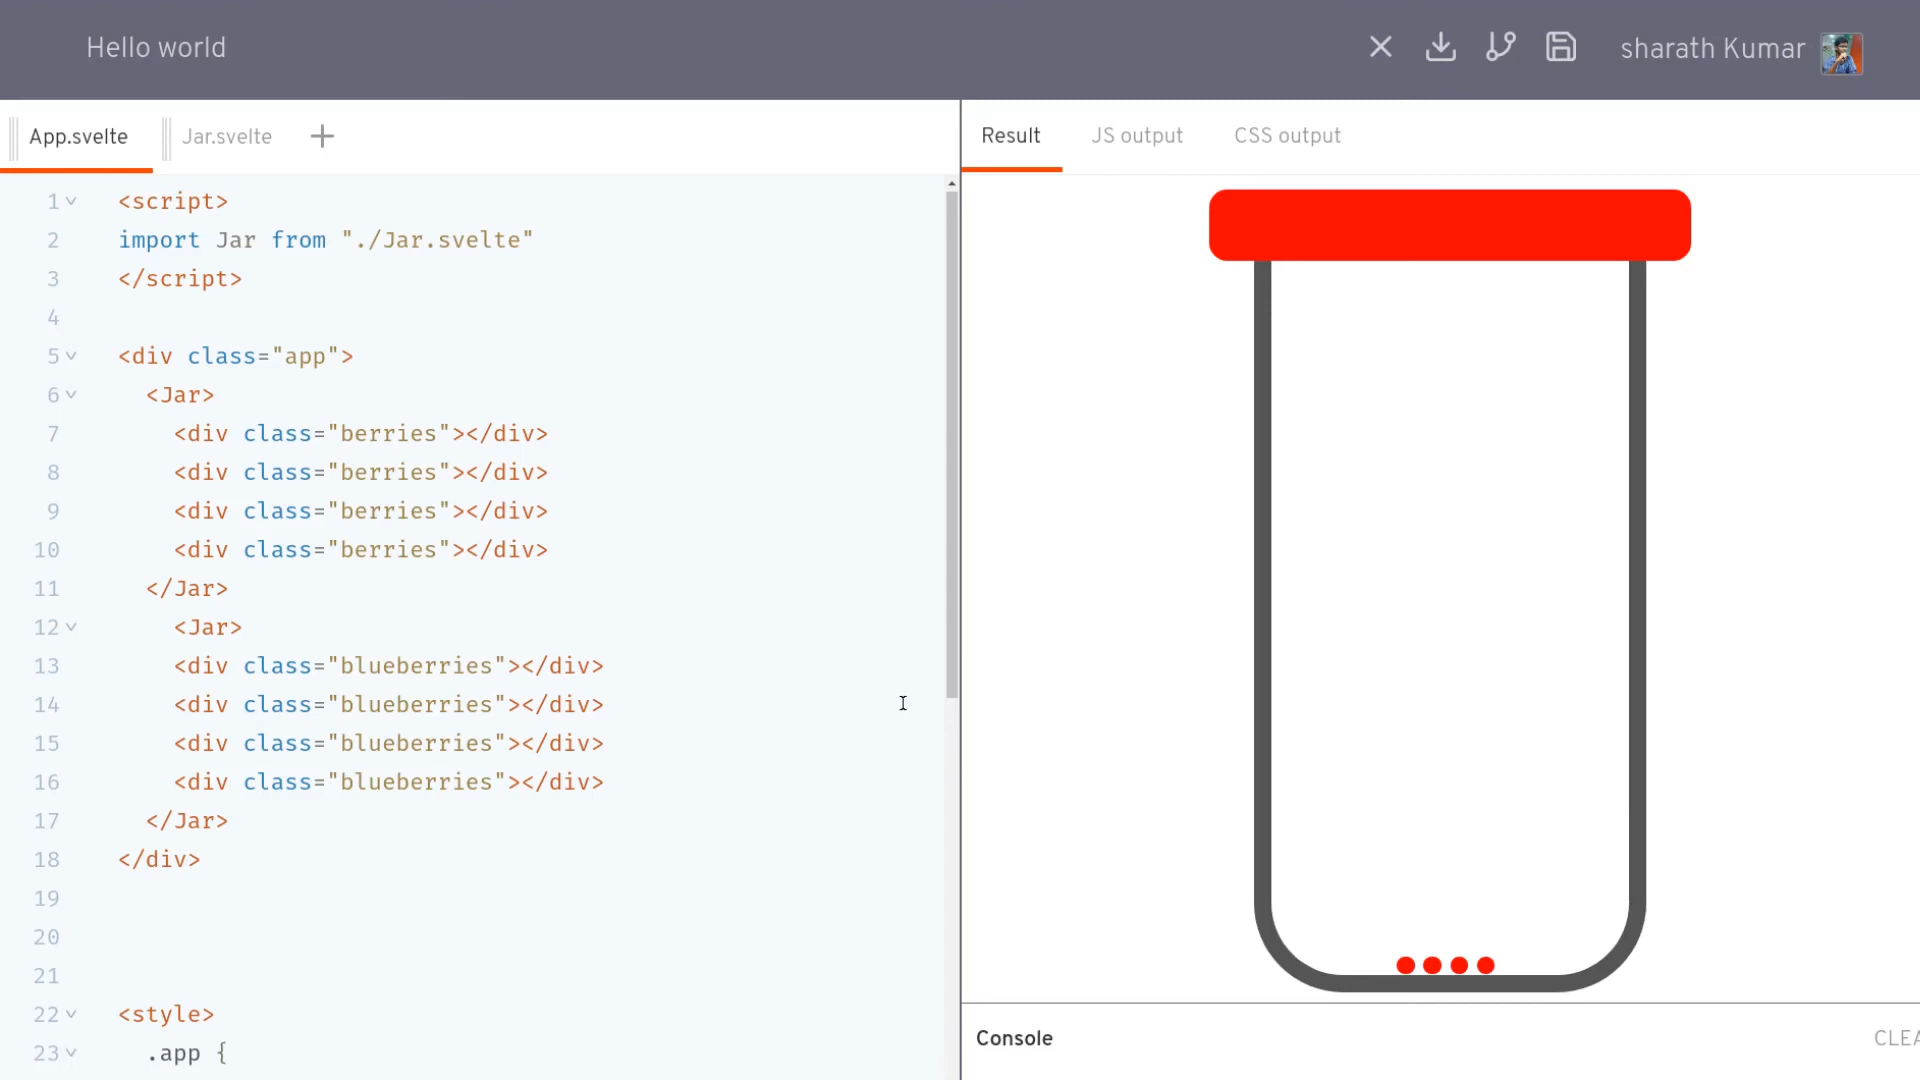 Hello world
sharath Kumar
App.svelte
Jar.svelte
Result
JS output
CSS output
1 <script>
2 import Jar from "./Jar.svelte"
3 </script>
4
5 <div class="app">
6 <Jar>
7 <div class="berries"></div>
8 <div class="berries"></div>
9 <div class="berries"></div>
10 <div class="berries"></div>
11 </Jar>
12 <Jar>
13 <div class="blueberries"></div>
14 <div class="blueberries"></div>
15 <div class="blueberries"></div>
16 <div class="blueberries"></div>
17 </Jar>
18 </div>
19
20
21
22 <style>
23 .app {
Console
CLEA